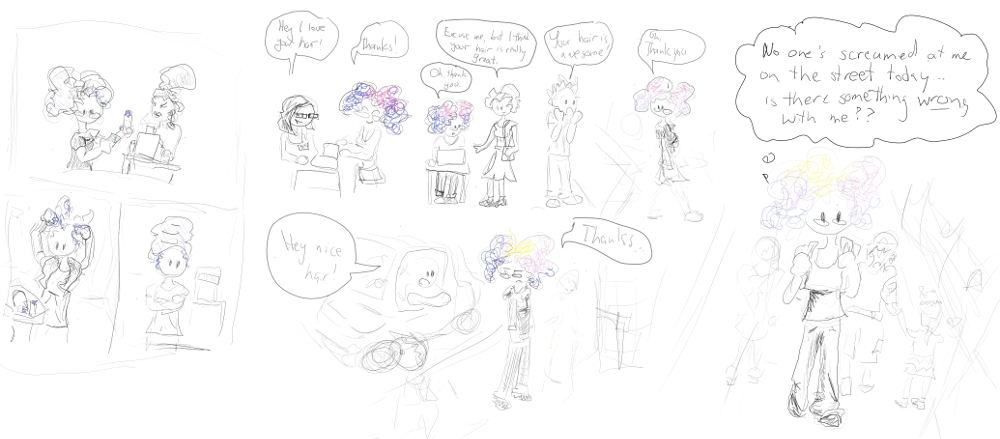 Hey I love
your hair!
Thanks!
Oh thank
you.
Excuse me, but I think
your hair is really
great.
Your hair is
awesome!
Uh,
Thank you
Hey nice
hair!
Thanks...
No one's screamed at me
on the street today...
is there something wrong
with me??